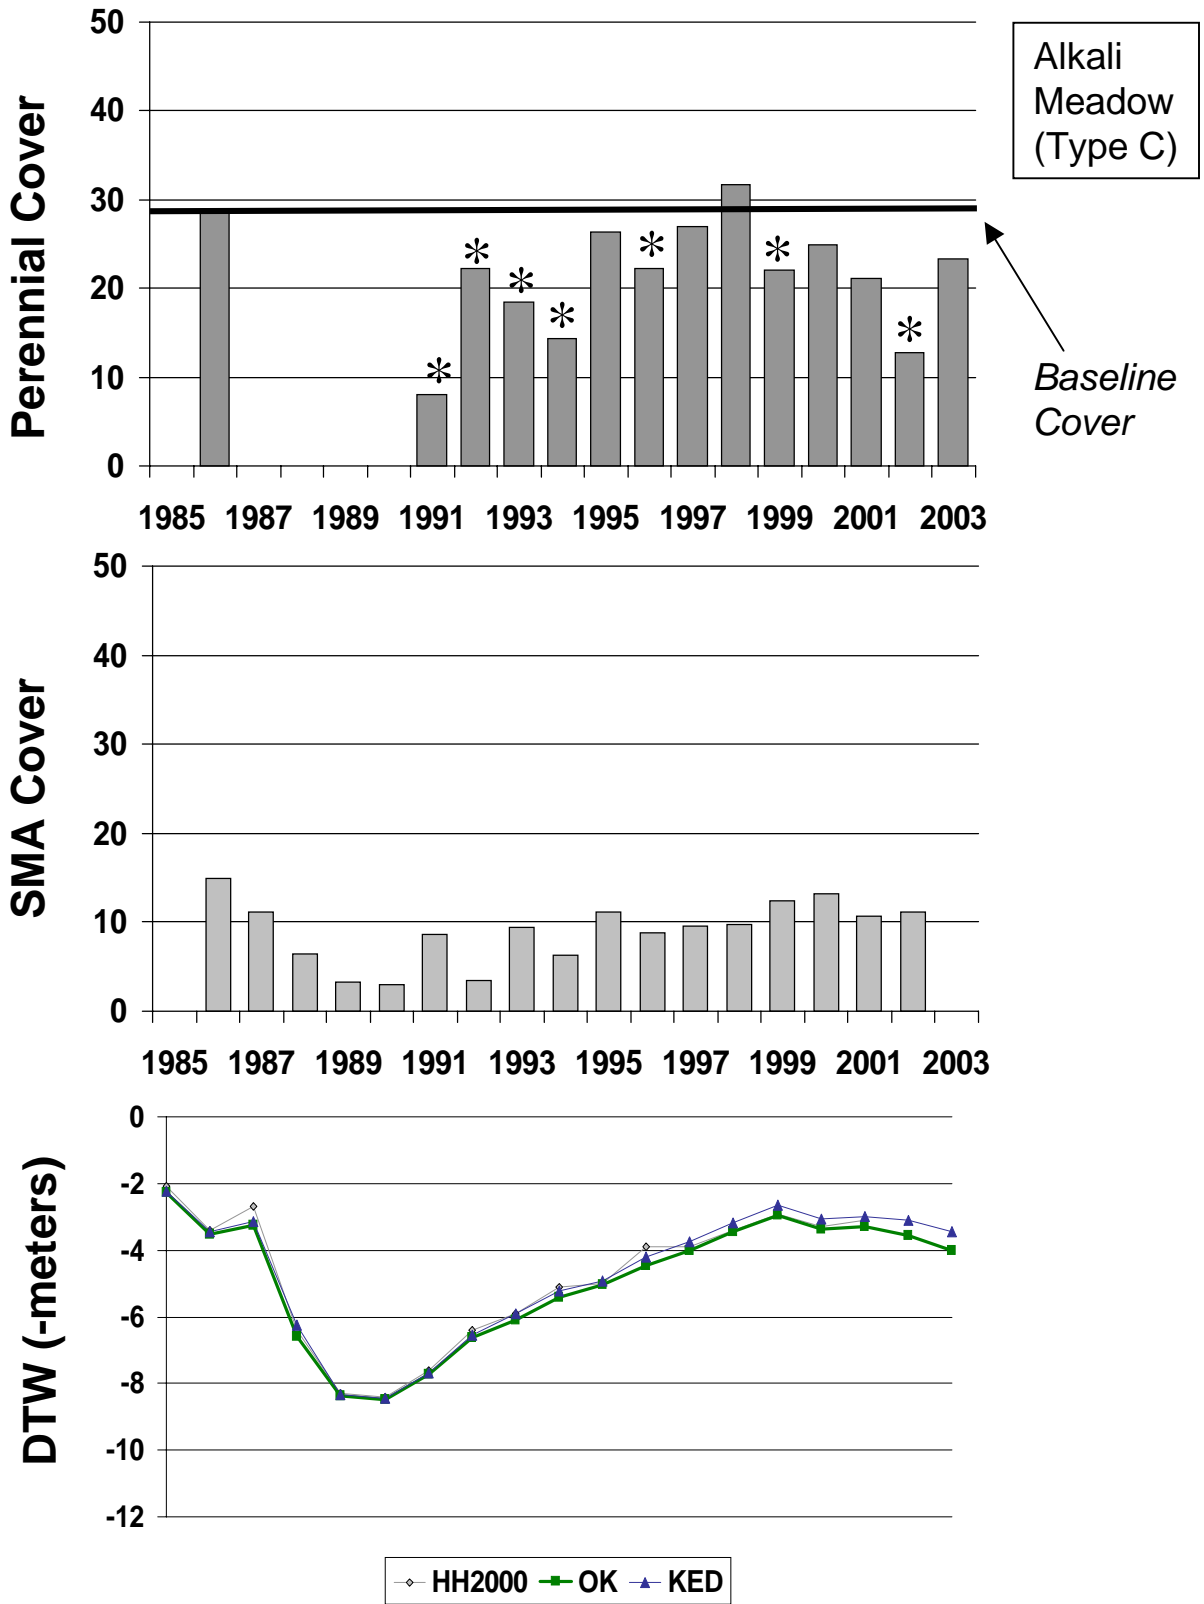 50
40
30
20
10
0
Perennial Cover
* * * * * * *
1985 1987 1989 1991 1993 1995 1997 1999 2001 2003
Alkali
Meadow
(Type C)
Baseline
Cover
50
40
30
20
10
0
SMA Cover
1985 1987 1989 1991 1993 1995 1997 1999 2001 2003
0
-2
-4
-6
-8
-10
-12
DTW (-meters)
HH2000 OK KED